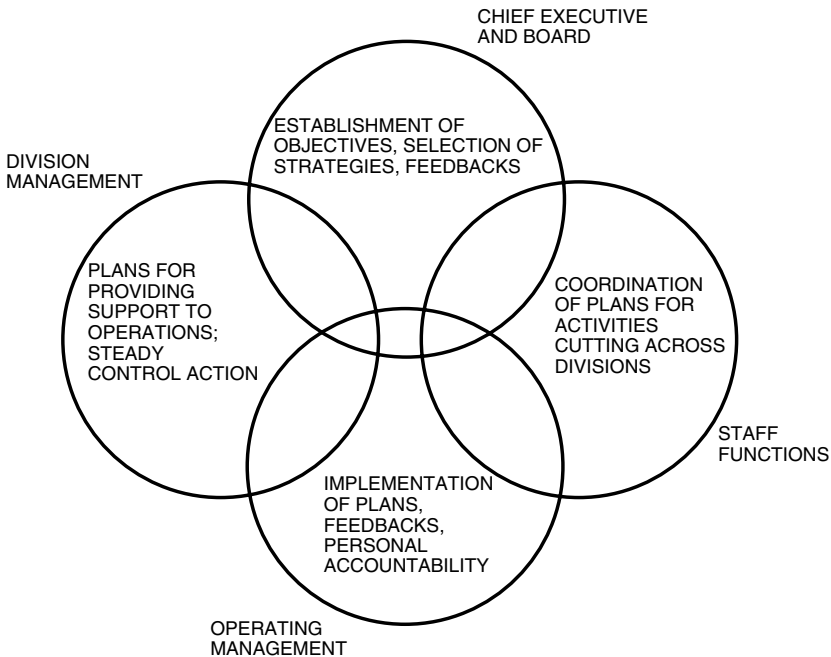 CHIEF EXECUTIVE
AND BOARD
ESTABLISHMENT OF
OBJECTIVES, SELECTION OF
STRATEGIES, FEEDBACKS
DIVISION
MANAGEMENT
PLANS FOR
PROVIDING
SUPPORT TO
OPERATIONS;
STEADY
CONTROL ACTION
COORDINATION
OF PLANS FOR
ACTIVITIES
CUTTING ACROSS
DIVISIONS
STAFF
FUNCTIONS
IMPLEMENTATION
OF PLANS,
FEEDBACKS,
PERSONAL
ACCOUNTABILITY
OPERATING
MANAGEMENT